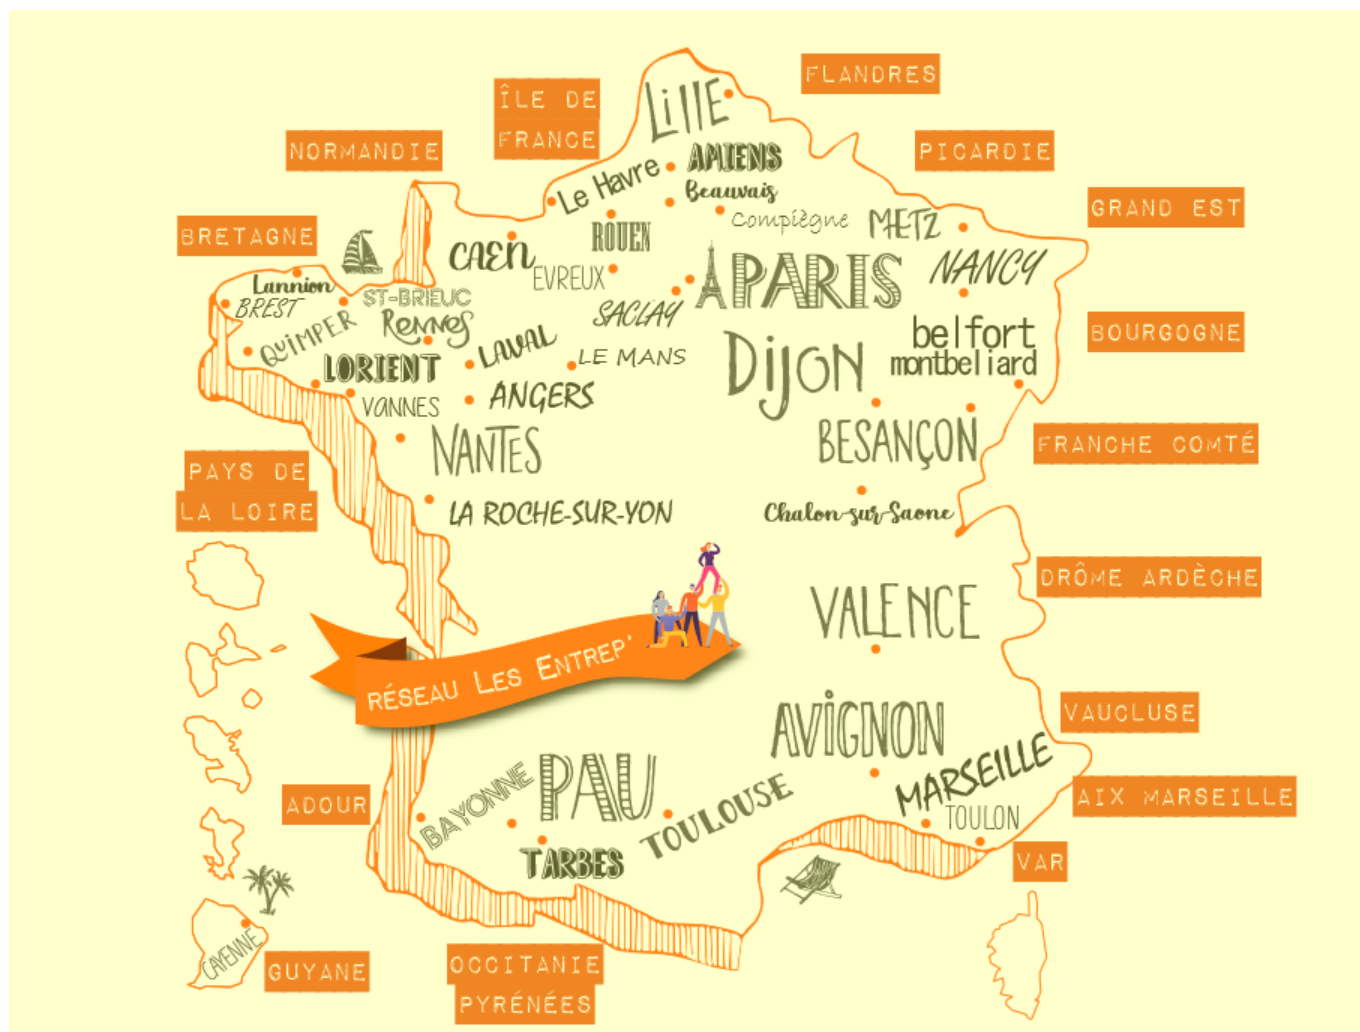 FLANDRES
ÎLE DE
FRANCE
NORMANDIE
PICARDIE
GRAND EST
BRETAGNE
LillE
AMIENS
Le Havre
Beauvais
Compiègne
METZ
ROUEN
CAEN
EVREUX
PARIS
NANCY
Lannion
BREST
ST-BRIEUC
QUIMPER
Rennes
SACLAY
LAVAL
LE MANS
LORIENT
VANNES
ANGERS
DIJON
belfort
montbeliard
BOURGOGNE
NANTES
BESANÇON
FRANCHE COMTÉ
PAYS DE
LA LOIRE
LA ROCHE-SUR-YON
Chalon-sur-Saone
DRÔME ARDÈCHE
VALENCE
RÉSEAU LES ENTREP'
VAUCLUSE
AVIGNON
MARSEILLE
AIX MARSEILLE
TOULON
ADOUR
BAYONNE
PAU
TOULOUSE
TARBES
VAR
CAYENNE
GUYANE
OCCITANIE
PYRÉNÉES